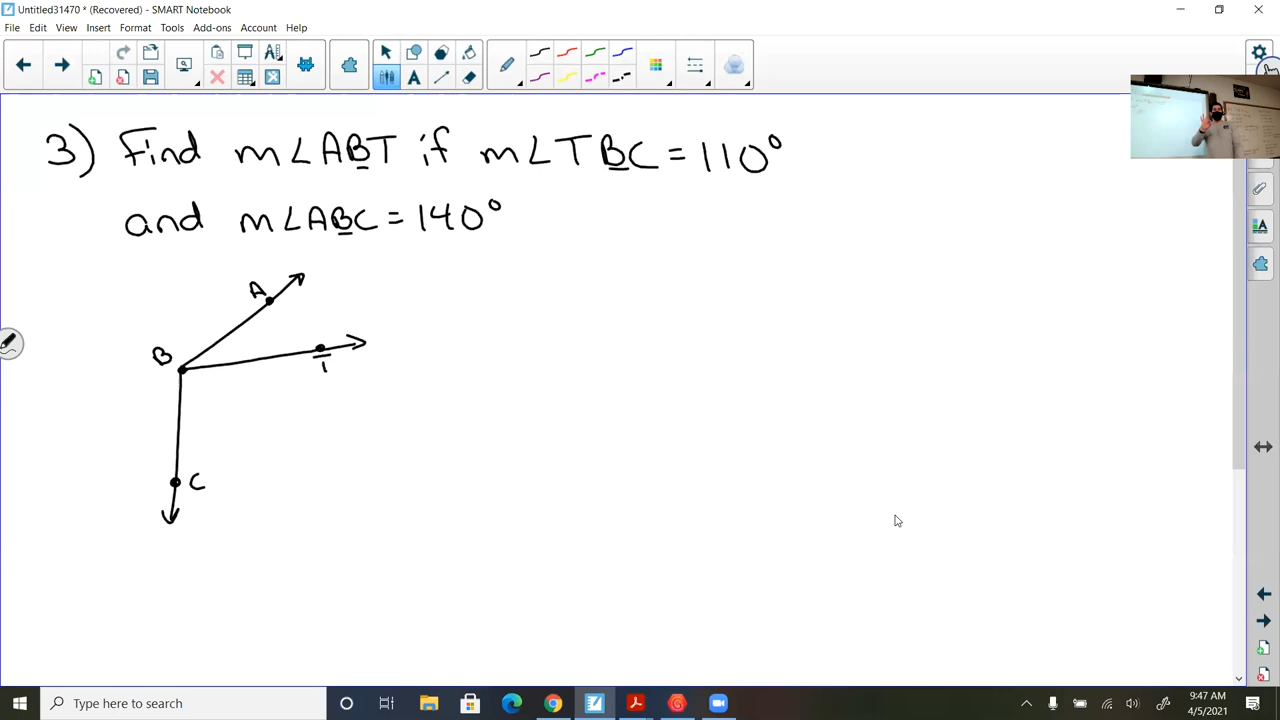 Untitled31470 * (Recovered) - SMART Notebook
File Edit View Insert Format Tools Add-ons Account Help
3) Find m∠ABT if m∠TBC = 110°
and m∠ABC = 140°
A
B
T
C
Type here to search
9:47 AM
4/5/2021